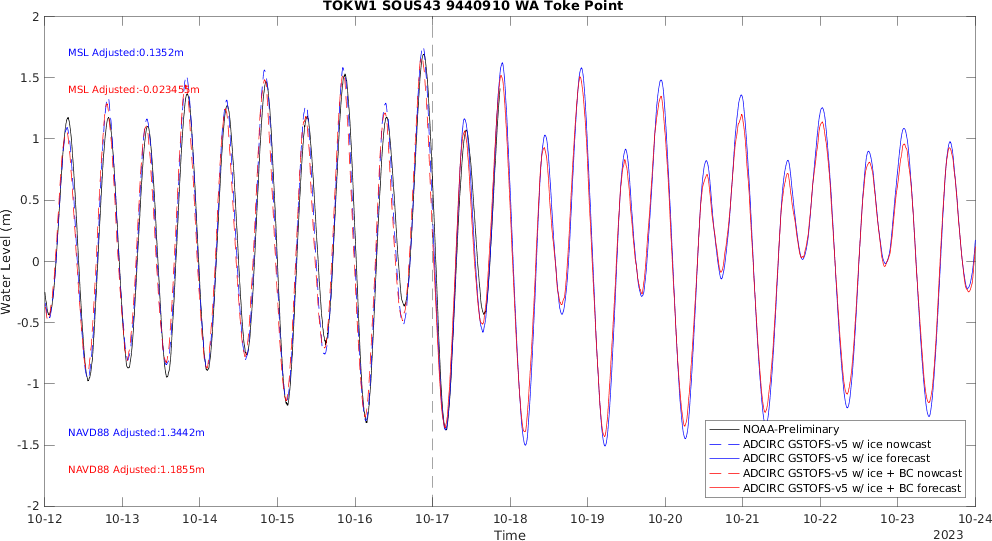 TOKW1 SOUS43 9440910 WA Toke Point
MSL Adjusted:0.1352m
MSL Adjusted:-0.023455m
NAVD88 Adjusted:1.3442m
NAVD88 Adjusted:1.1855m
Water Level (m)
2
1.5
1
0.5
0
-0.5
-1
-1.5
-2
NOAA-Preliminary
ADCIRC GSTOFS-v5 w/ ice nowcast
ADCIRC GSTOFS-v5 w/ ice forecast
ADCIRC GSTOFS-v5 w/ ice + BC nowcast
ADCIRC GSTOFS-v5 w/ ice + BC forecast
10-12 10-13 10-14 10-15 10-16 10-17 10-18 10-19 10-20 10-21 10-22 10-23 10-24
Time
2023